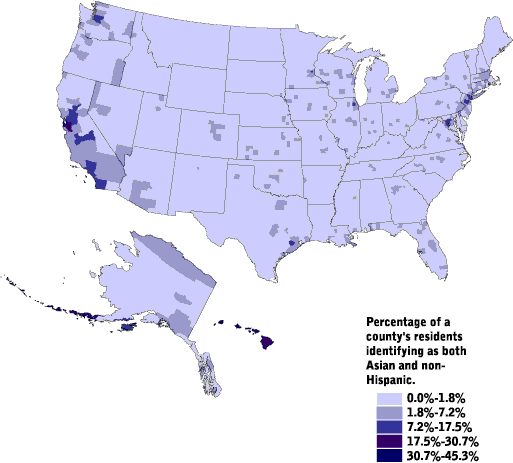 Percentage of a
county's residents
identifying as both
Asian and non-
Hispanic.
0.0%-1.8%
1.8%-7.2%
7.2%-17.5%
17.5%-30.7%
30.7%-45.3%